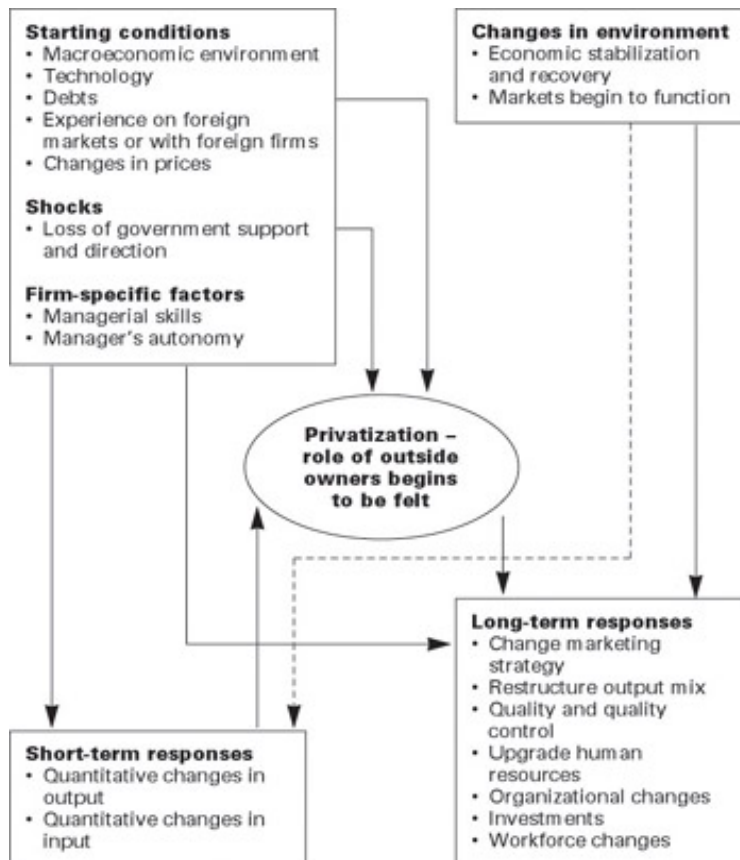 Starting conditions
• Macroeconomic environment
• Technology
• Debts
• Experience on foreign
markets or with foreign firms
• Changes in prices
Shocks
• Loss of government support
and direction
Firm-specific factors
• Managerial skills
• Manager's autonomy
Changes in environment
• Economic stabilization
and recovery
• Markets begin to function
Privatization –
role of outside
owners begins
to be felt
Short-term responses
• Quantitative changes in
output
• Quantitative changes in
input
Long-term responses
• Change marketing
strategy
• Restructure output mix
• Quality and quality
control
• Upgrade human
resources
• Organizational changes
• Investments
• Workforce changes